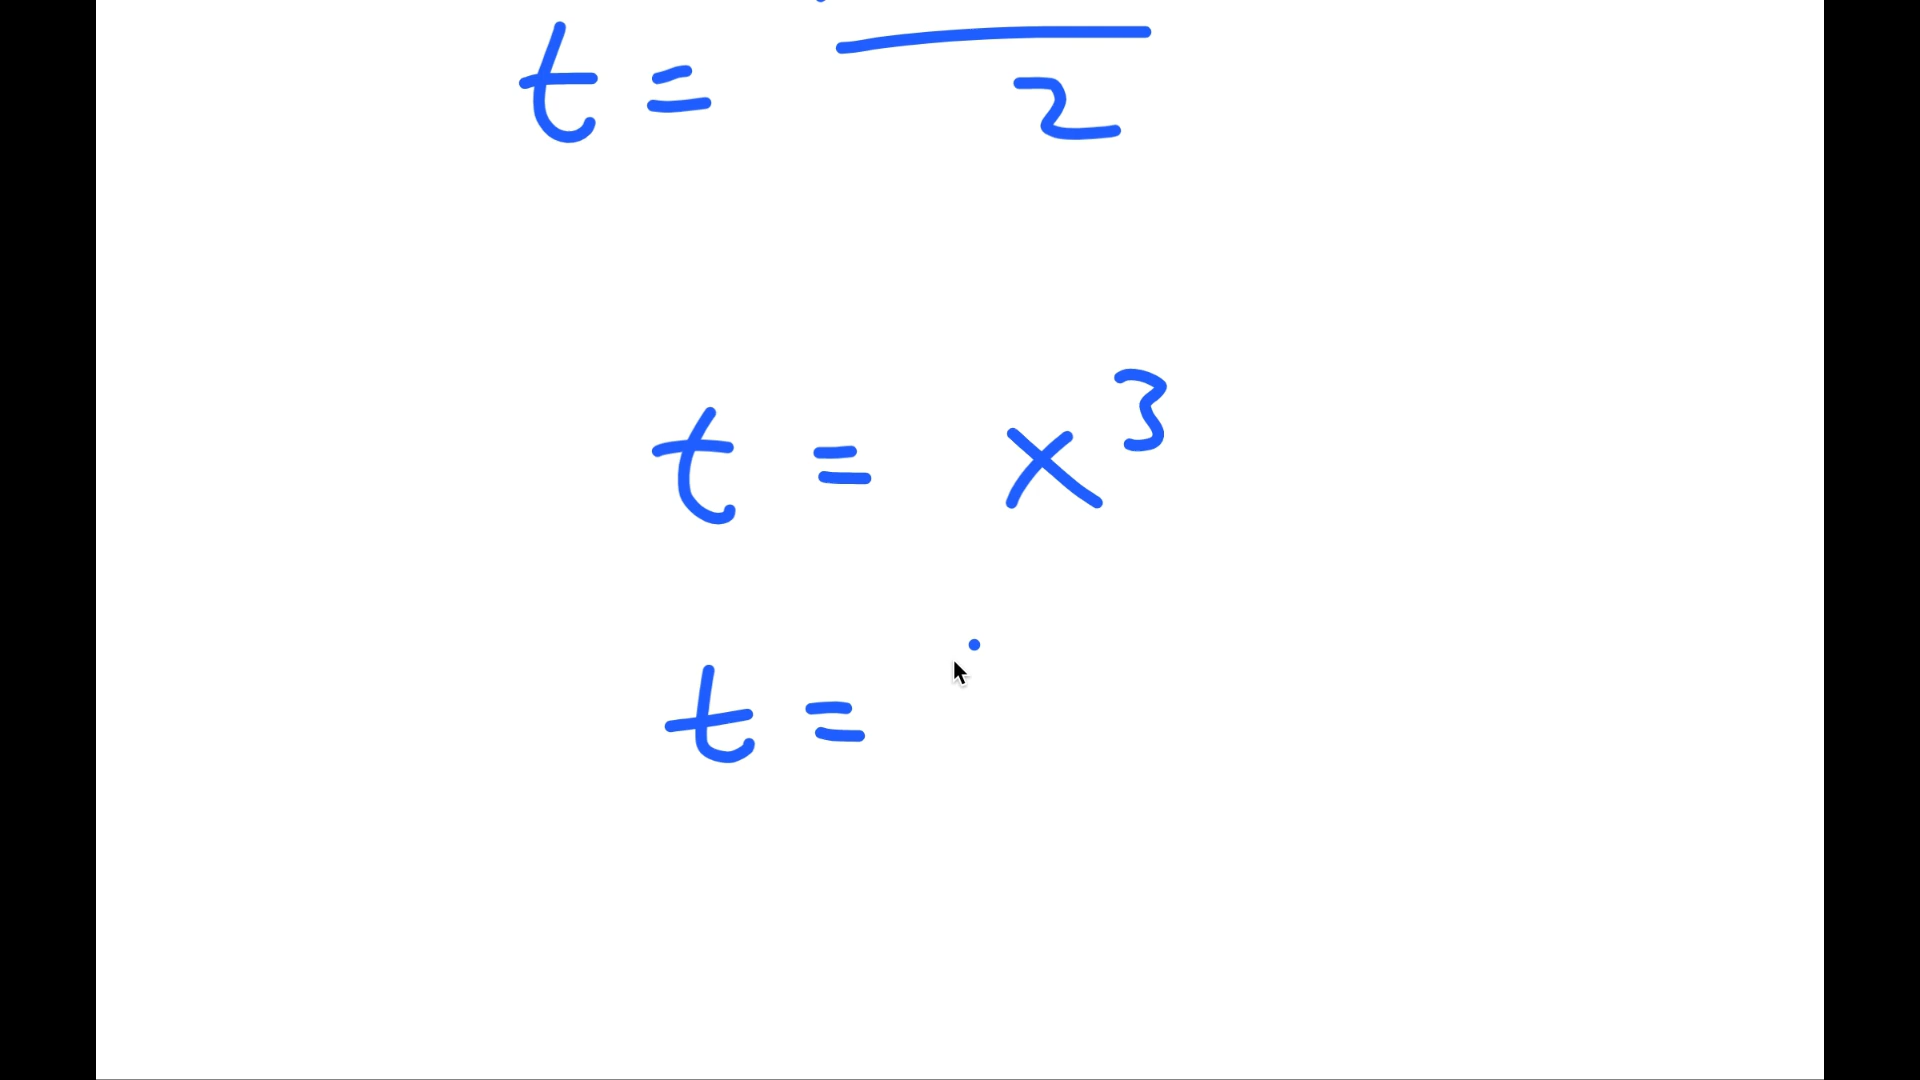 t = — 2
t = x³
t =